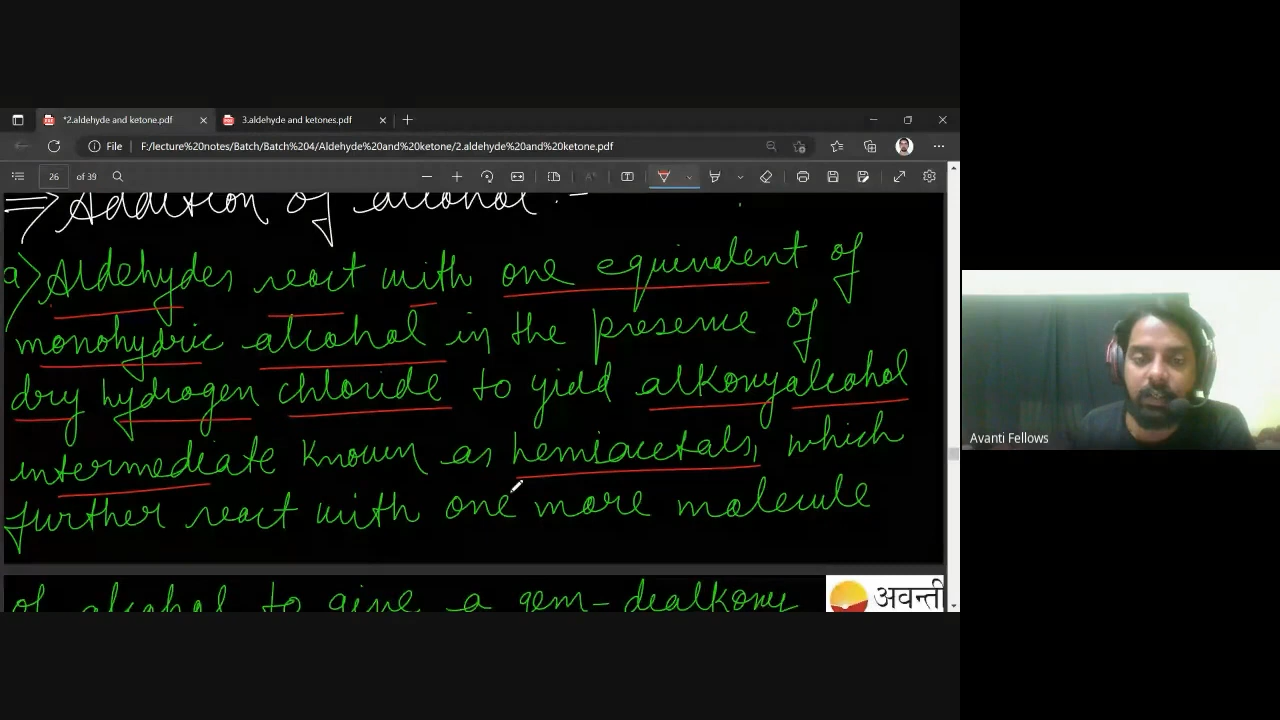 *2.aldehyde and ketone.pdf
3.aldehyde and ketones.pdf
File
F:/lecture%20notes/Batch/Batch%204/Aldehyde%20and%20ketone/2.aldehyde%20and%20ketone.pdf
26 of 39
⇒ Addition of alcohol :-
a) Aldehydes react with one equivalent of
monohydric alcohol in the presence of
dry hydrogen chloride to yield alkoxyalcohol
intermediate known as hemiacetals, which
further react with one more molecule
of alcohol to give a gem-dialkoxy
अवन्ती
Avanti Fellows